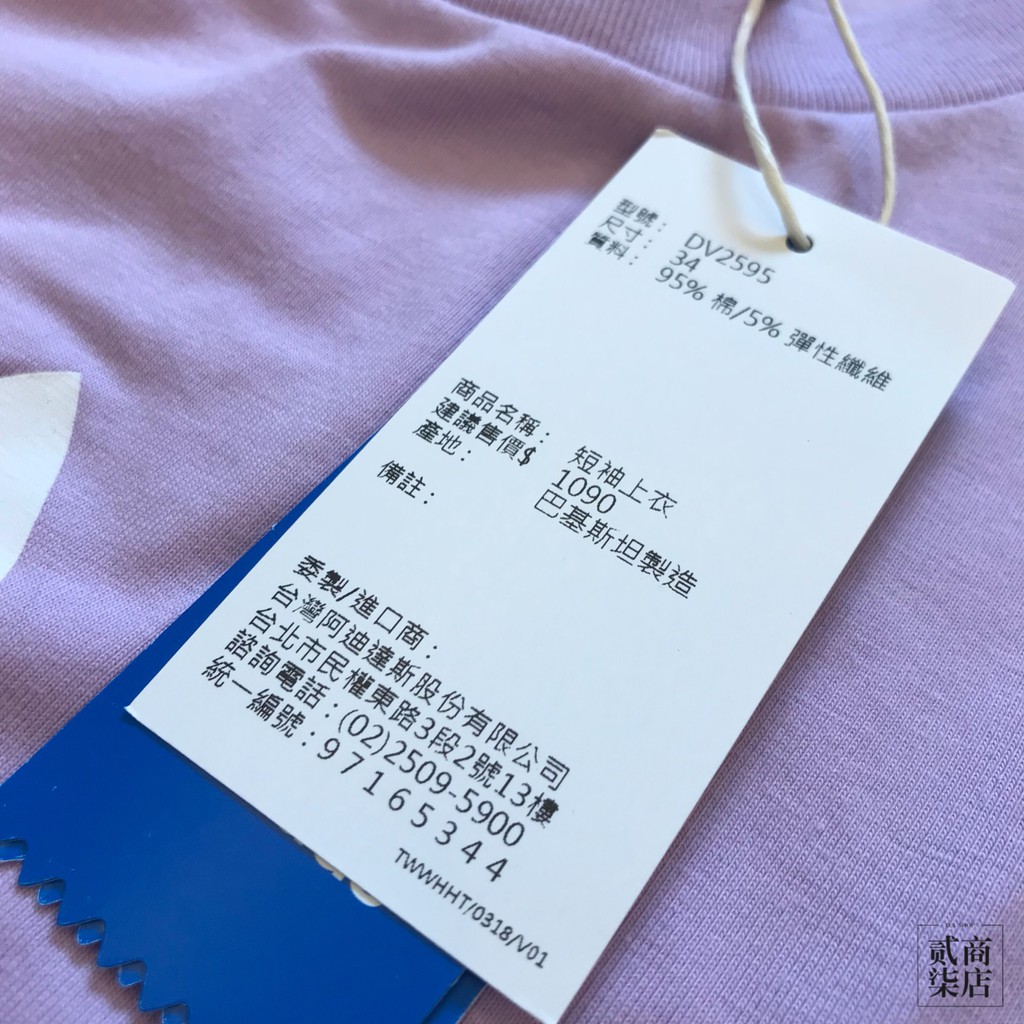 型號： DV2595
尺寸： 34
質料： 95% 棉/5% 彈性纖維
商品名稱： 短袖上衣
建議售價$ 1090
產地： 巴基斯坦製造
備註：
委製/進口商：
台灣阿迪達斯股份有限公司
台北市民權東路3段2號13樓
諮詢電話：(02)2509-5900
統一編號：97165344
TWWHHT/0318/V01
貳柒
商店